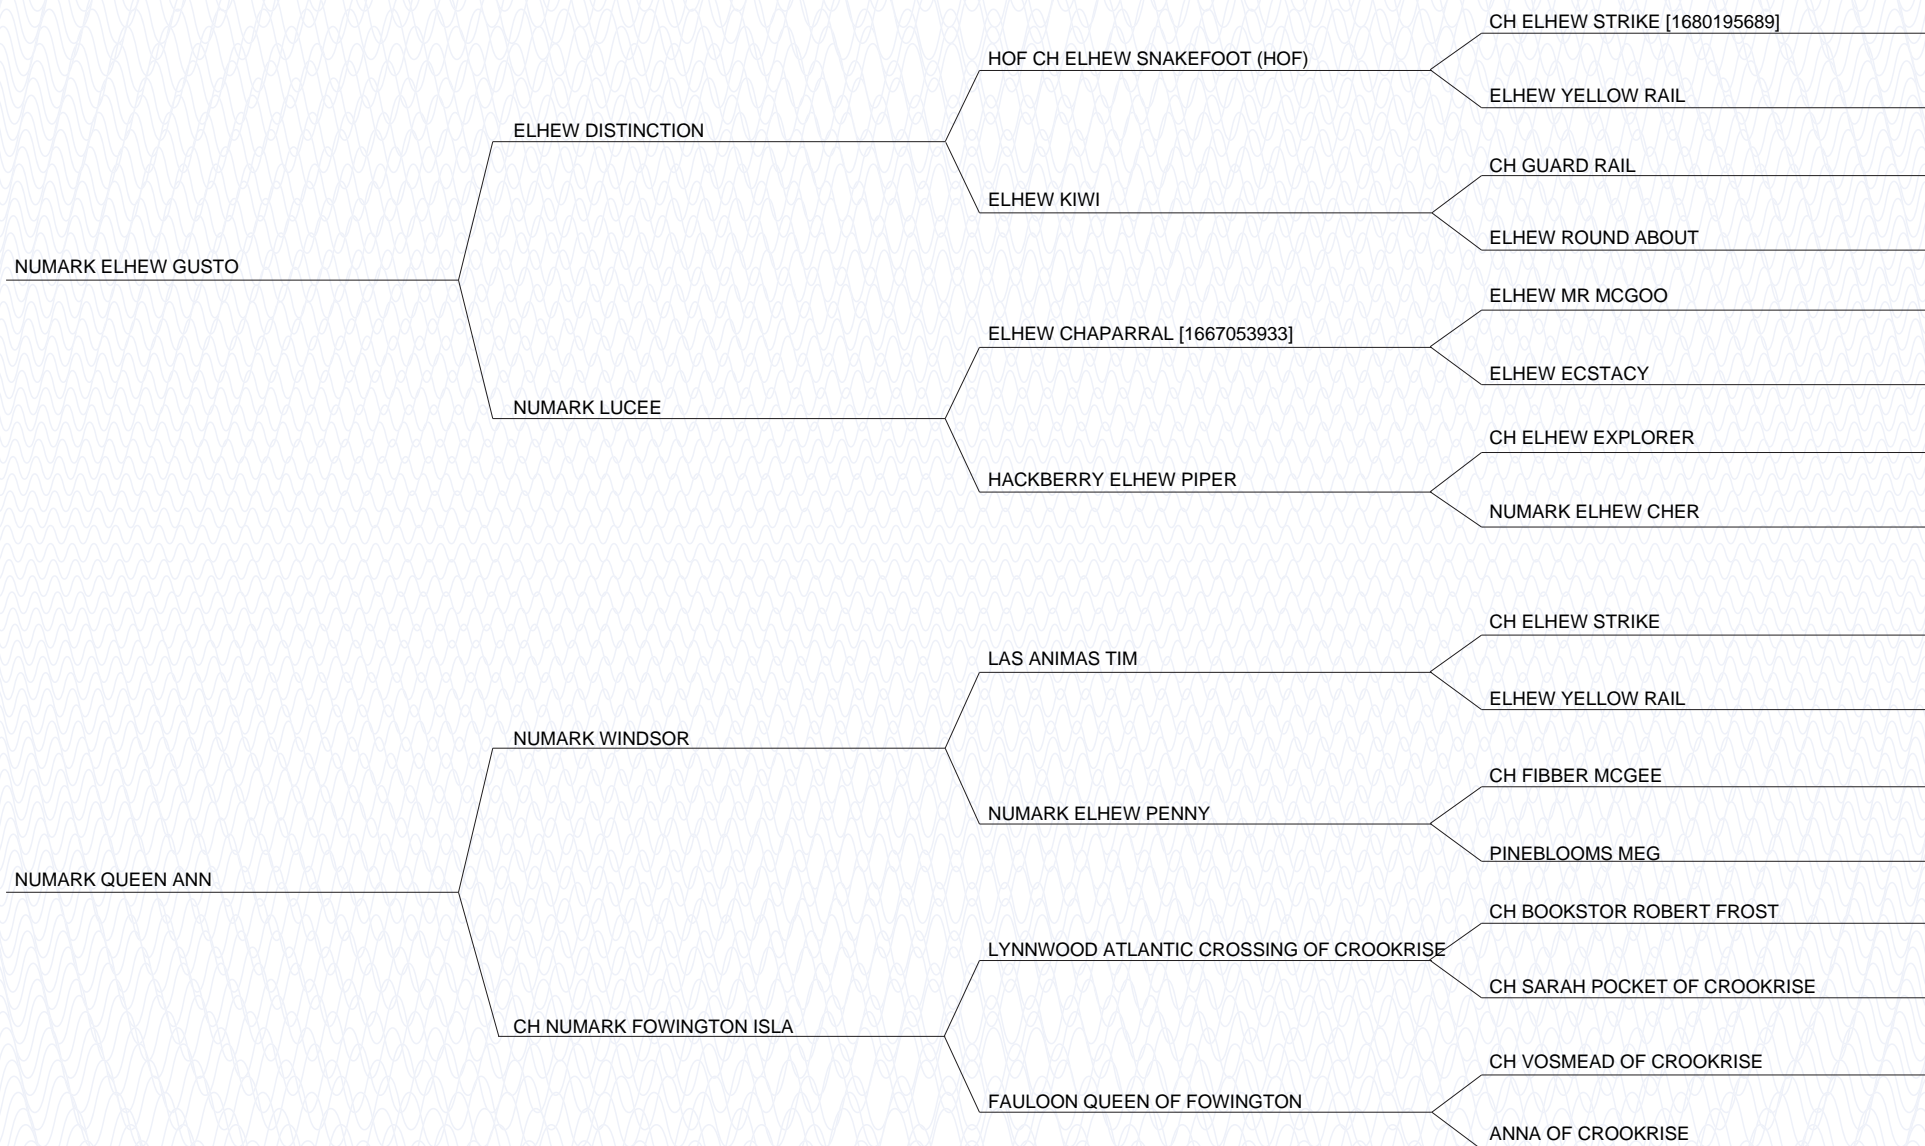 CH ELHEW STRIKE [1680195689]
HOF CH ELHEW SNAKEFOOT (HOF)
ELHEW YELLOW RAIL
ELHEW DISTINCTION
CH GUARD RAIL
ELHEW KIWI
ELHEW ROUND ABOUT
NUMARK ELHEW GUSTO
ELHEW MR MCGOO
ELHEW CHAPARRAL [1667053933]
ELHEW ECSTACY
NUMARK LUCEE
CH ELHEW EXPLORER
HACKBERRY ELHEW PIPER
NUMARK ELHEW CHER
CH ELHEW STRIKE
LAS ANIMAS TIM
ELHEW YELLOW RAIL
NUMARK WINDSOR
CH FIBBER MCGEE
NUMARK ELHEW PENNY
PINEBLOOMS MEG
NUMARK QUEEN ANN
CH BOOKSTOR ROBERT FROST
LYNNWOOD ATLANTIC CROSSING OF CROOKRISE
CH SARAH POCKET OF CROOKRISE
CH NUMARK FOWINGTON ISLA
CH VOSMEAD OF CROOKRISE
FAULOON QUEEN OF FOWINGTON
ANNA OF CROOKRISE